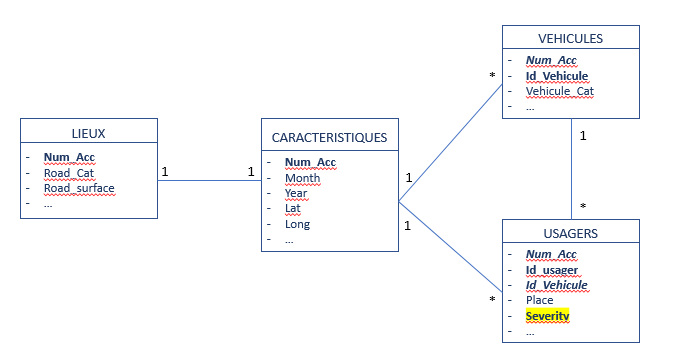 LIEUX
- Num_Acc
- Road_Cat
- Road_surface
- ...
1
1
CARACTERISTIQUES
- Num_Acc
- Month
- Year
- Lat
- Long
- ...
1
*
1
*
VEHICULES
- Num_Acc
- Id_Vehicule
- Vehicule_Cat
- ...
1
*
USAGERS
- Num_Acc
- Id_usager
- Id_Vehicule
- Place
- Severity
- ...